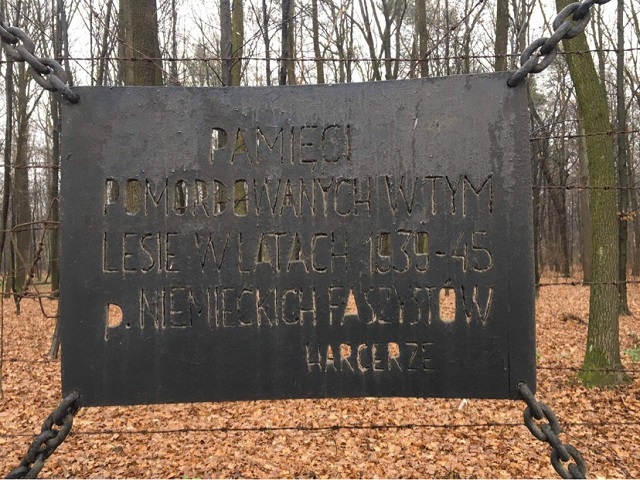 PAMIĘCI
POMORDOWANYCH W TYM
LESIE W LATACH 1939-45
p. NIEMIECKICH FASZYSTÓW
HARCERZE